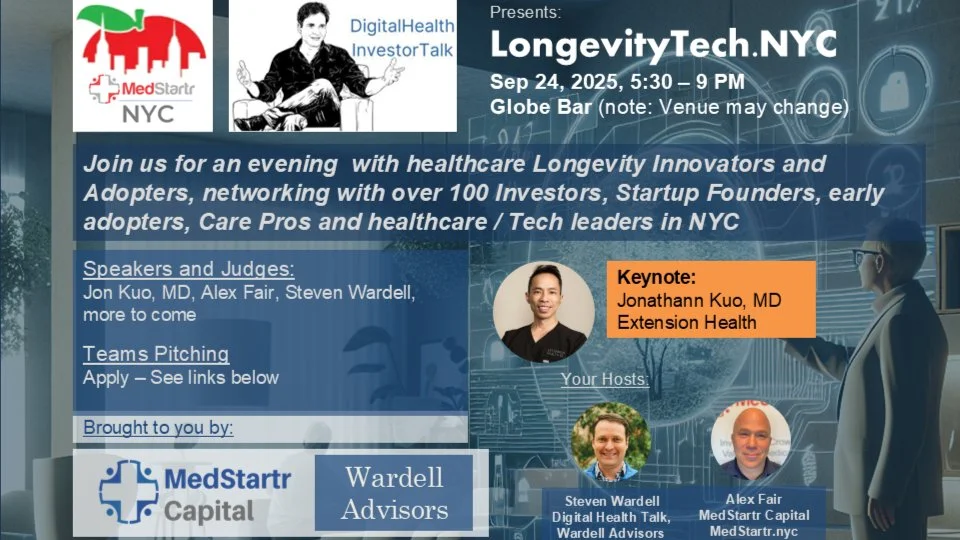 MedStartr
NYC
DigitalHealth
InvestorTalk
Presents:
LongevityTech.NYC
Sep 24, 2025, 5:30 – 9 PM
Globe Bar (note: Venue may change)
Join us for an evening with healthcare Longevity Innovators and
Adopters, networking with over 100 Investors, Startup Founders, early
adopters, Care Pros and healthcare / Tech leaders in NYC
Speakers and Judges:
Jon Kuo, MD, Alex Fair, Steven Wardell,
more to come
Teams Pitching
Apply – See links below
Keynote:
Jonathann Kuo, MD
Extension Health
Your Hosts:
Brought to you by:
MedStartr
Capital
Wardell
Advisors
Steven Wardell
Digital Health Talk,
Wardell Advisors
Alex Fair
MedStartr Capital
MedStartr.nyc